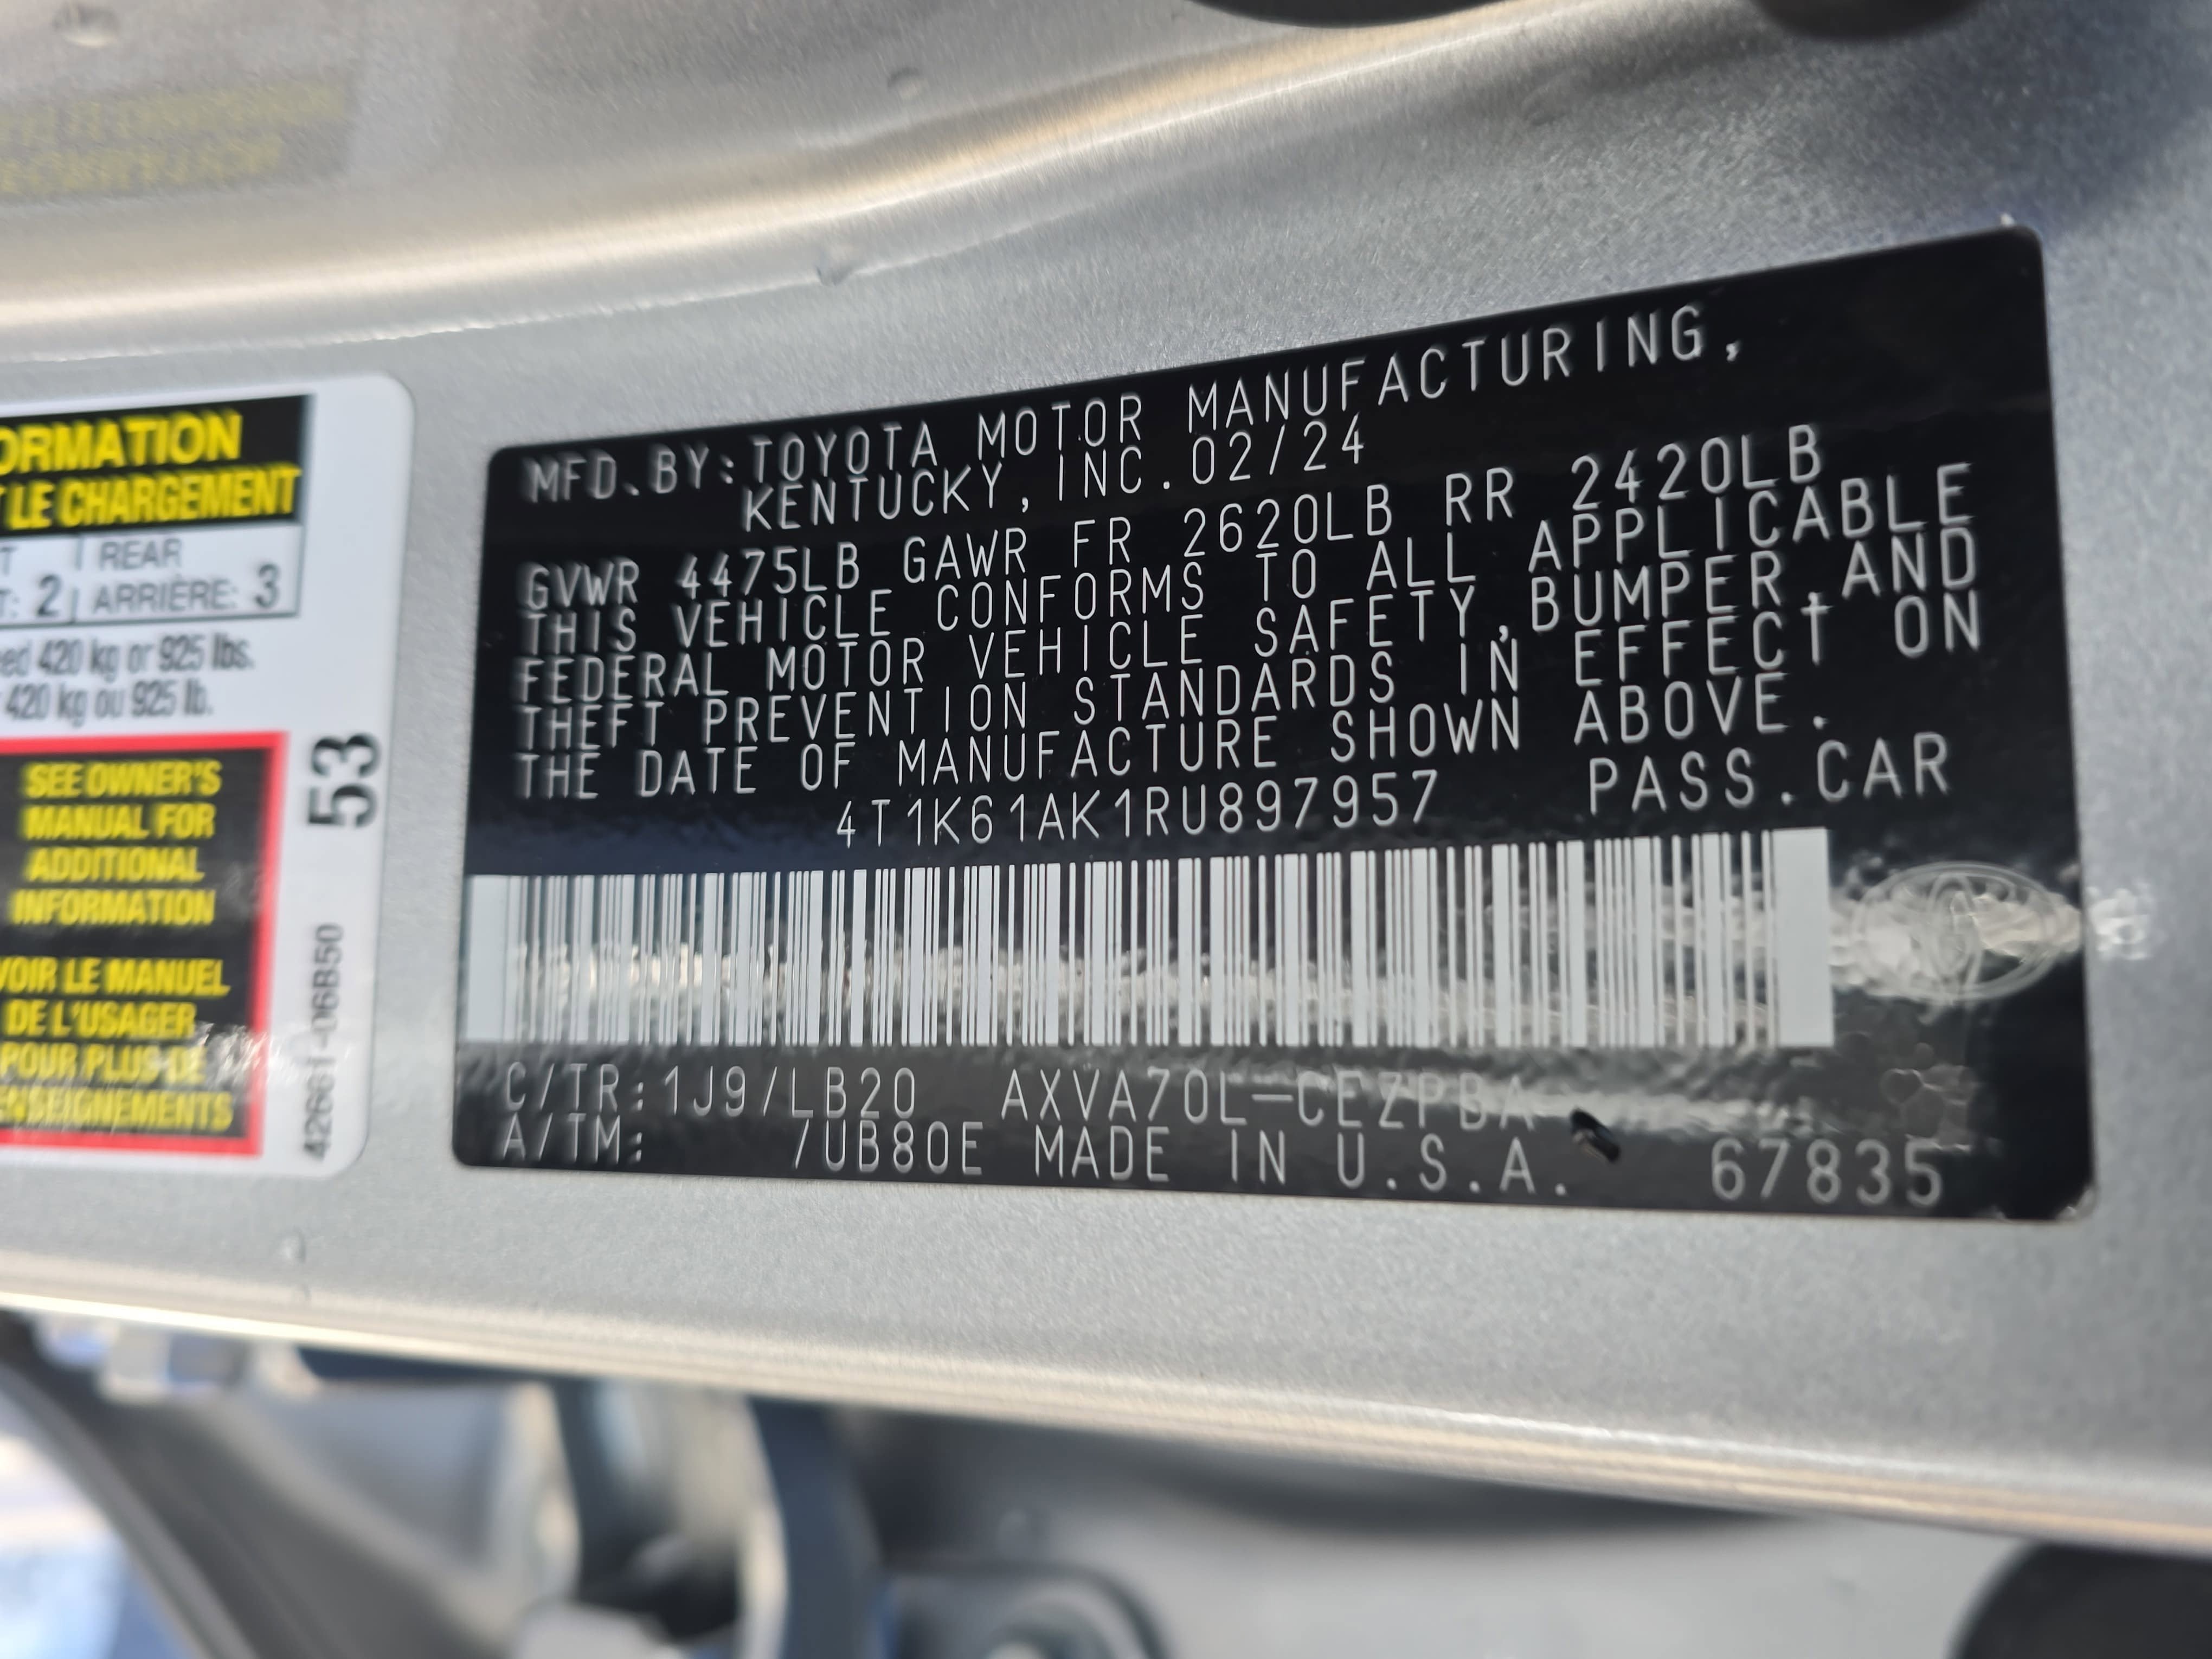 ORMATION
T LE CHARGEMENT
T REAR
T: 2 ARRIÈRE: 3
eed 420 kg or 925 lbs.
420 kg ou 925 lb.
SEE OWNER'S
MANUAL FOR
ADDITIONAL
INFORMATION
VOIR LE MANUEL
DE L'USAGER
POUR PLUS DE
ENSEIGNEMENTS
53
42661-06B50
MFD.BY:TOYOTA MOTOR MANUFACTURING,
KENTUCKY,INC.02/24
GVWR 4475LB GAWR FR 2620LB RR 2420LB
THIS VEHICLE CONFORMS TO ALL APPLICABLE
FEDERAL MOTOR VEHICLE SAFETY,BUMPER,AND
THEFT PREVENTION STANDARDS IN EFFECT ON
THE DATE OF MANUFACTURE SHOWN ABOVE.
4T1K61AK1RU897957 PASS.CAR
C/TR:1J9/LB20 AXVA70L-CEZPBA
A/TM: /UB80E MADE IN U.S.A. 67835